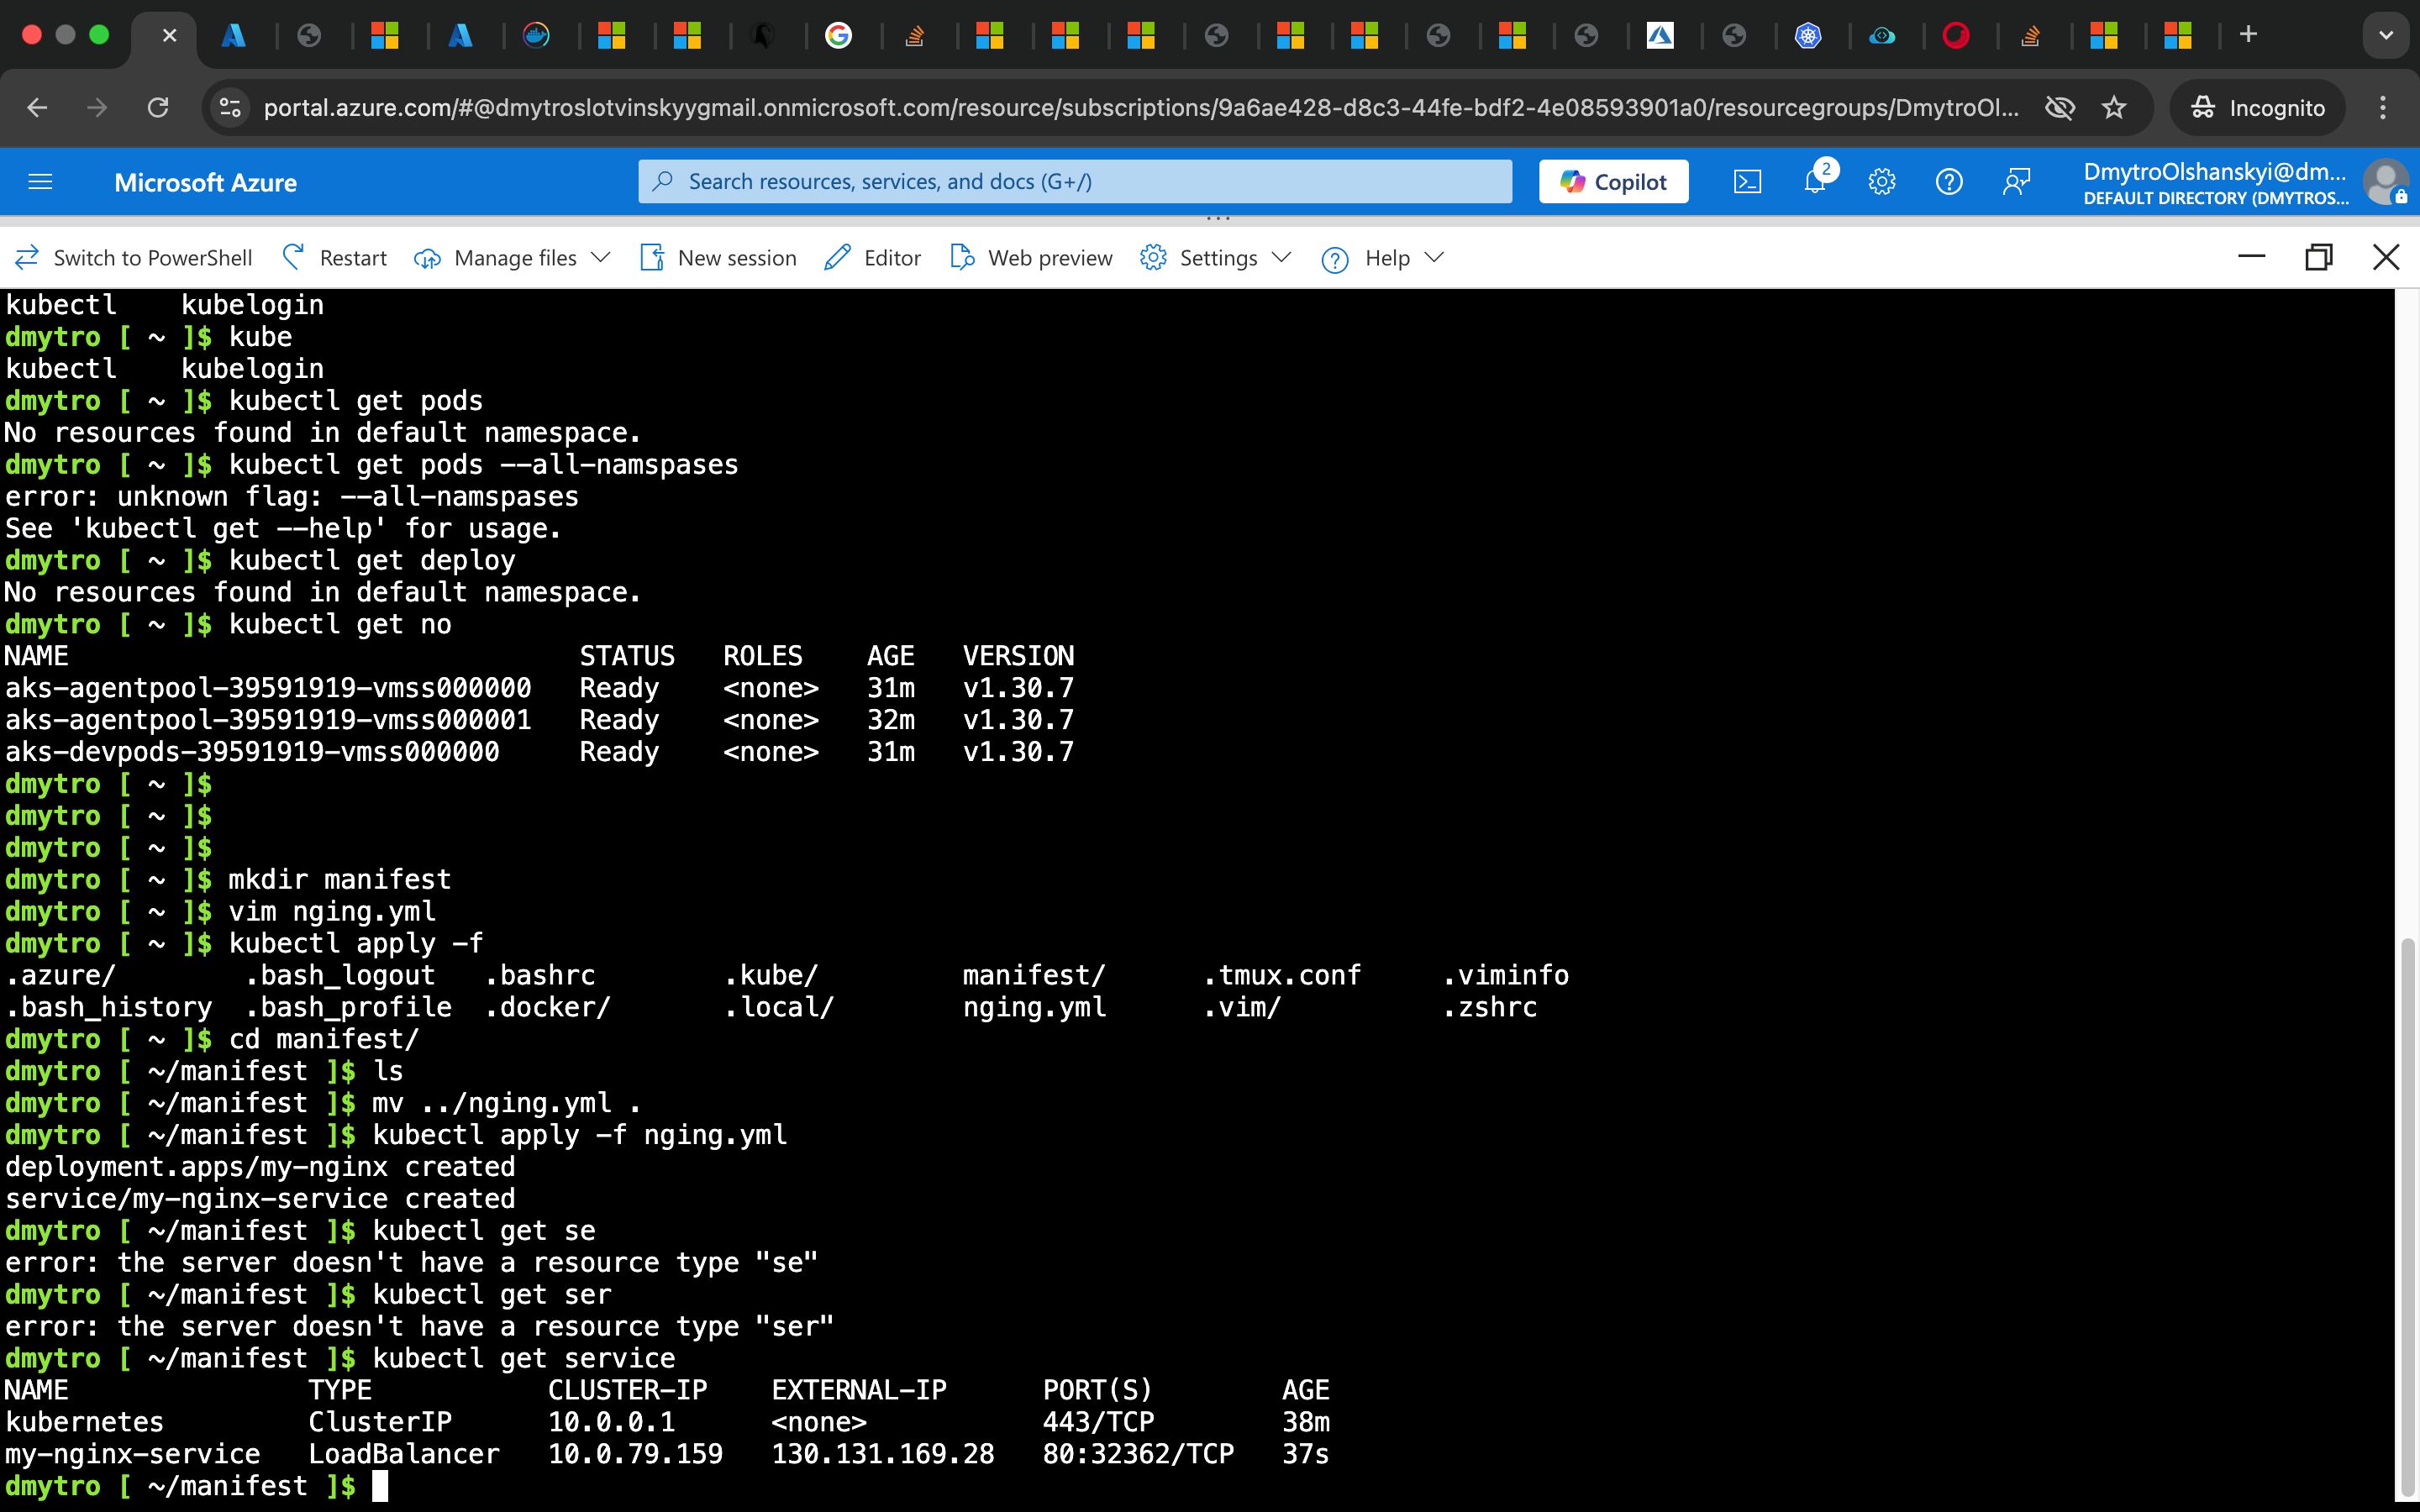 portal.azure.com/#@dmytroslotvinskyygmail.onmicrosoft.com/resource/subscriptions/9a6ae428-d8c3-44fe-bdf2-4e08593901a0/resourcegroups/DmytroOl...
Incognito
Microsoft Azure
Search resources, services, and docs (G+/)
Copilot
2
DmytroOlshanskyi@dm...
DEFAULT DIRECTORY (DMYTROS...
Switch to PowerShell Restart Manage files New session Editor Web preview Settings Help
kubectl    kubelogin
dmytro [ ~ ]$ kube
kubectl    kubelogin
dmytro [ ~ ]$ kubectl get pods
No resources found in default namespace.
dmytro [ ~ ]$ kubectl get pods --all-namspases
error: unknown flag: --all-namspases
See 'kubectl get --help' for usage.
dmytro [ ~ ]$ kubectl get deploy
No resources found in default namespace.
dmytro [ ~ ]$ kubectl get no
NAME                                STATUS   ROLES    AGE   VERSION
aks-agentpool-39591919-vmss000000   Ready    <none>   31m   v1.30.7
aks-agentpool-39591919-vmss000001   Ready    <none>   32m   v1.30.7
aks-devpods-39591919-vmss000000     Ready    <none>   31m   v1.30.7
dmytro [ ~ ]$
dmytro [ ~ ]$
dmytro [ ~ ]$
dmytro [ ~ ]$ mkdir manifest
dmytro [ ~ ]$ vim nging.yml
dmytro [ ~ ]$ kubectl apply -f
.azure/        .bash_logout   .bashrc        .kube/         manifest/      .tmux.conf     .viminfo
.bash_history  .bash_profile  .docker/       .local/        nging.yml      .vim/          .zshrc
dmytro [ ~ ]$ cd manifest/
dmytro [ ~/manifest ]$ ls
dmytro [ ~/manifest ]$ mv ../nging.yml .
dmytro [ ~/manifest ]$ kubectl apply -f nging.yml
deployment.apps/my-nginx created
service/my-nginx-service created
dmytro [ ~/manifest ]$ kubectl get se
error: the server doesn't have a resource type "se"
dmytro [ ~/manifest ]$ kubectl get ser
error: the server doesn't have a resource type "ser"
dmytro [ ~/manifest ]$ kubectl get service
NAME               TYPE           CLUSTER-IP    EXTERNAL-IP      PORT(S)        AGE
kubernetes         ClusterIP      10.0.0.1      <none>           443/TCP        38m
my-nginx-service   LoadBalancer   10.0.79.159   130.131.169.28   80:32362/TCP   37s
dmytro [ ~/manifest ]$